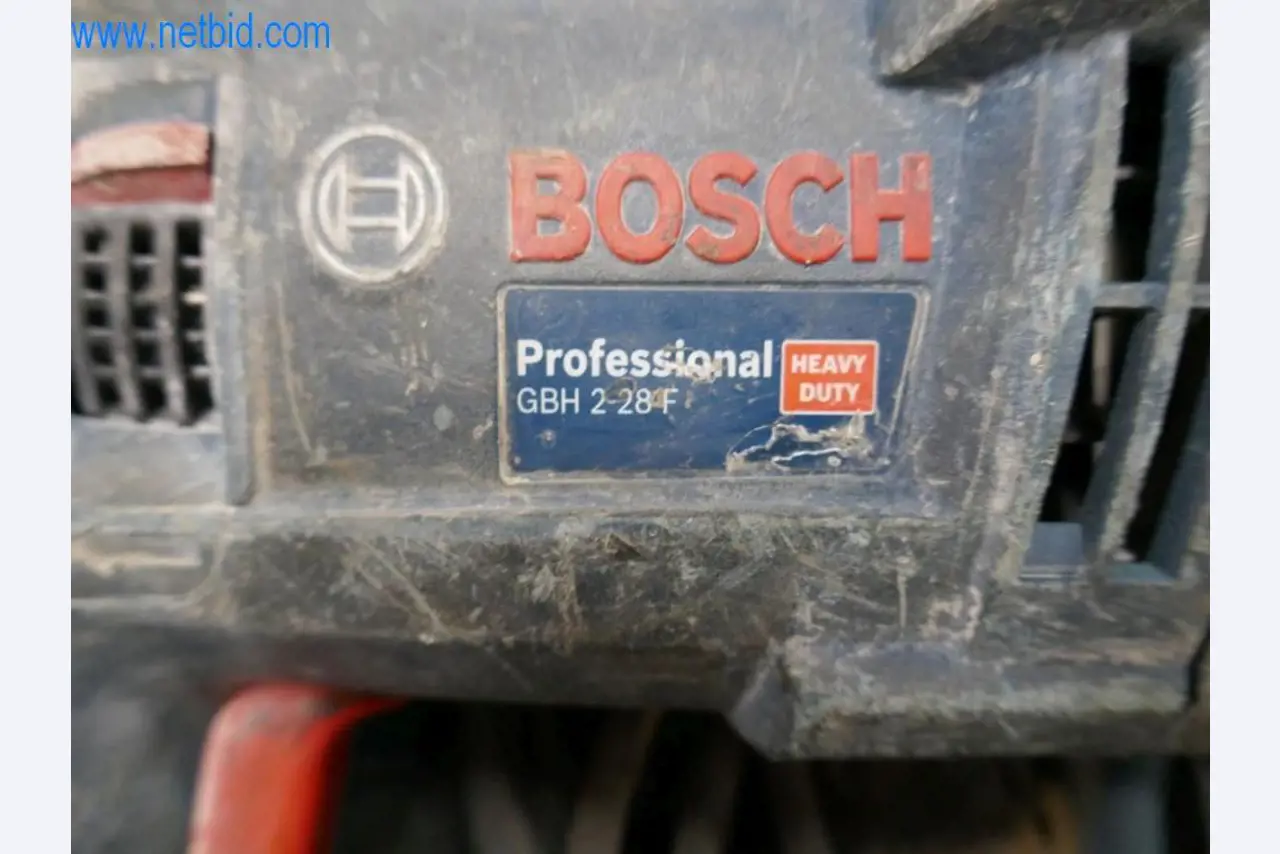 www.netbid.com
BOSCH
Professional
GBH 2-28 F
HEAVY
DUTY